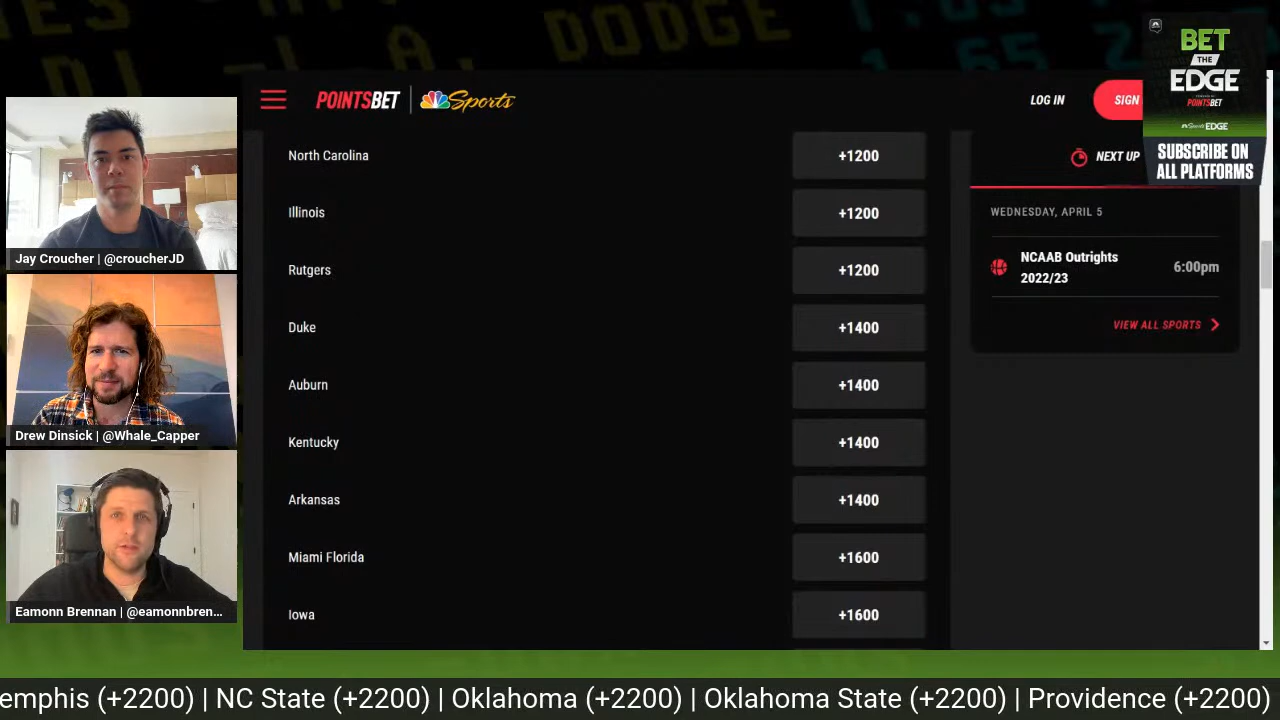 DODGE
BET
THE
EDGE
POINTSBET
EDGE
SUBSCRIBE ON
ALL PLATFORMS
POINTSBET
Sports
LOG IN
SIGN
North Carolina
+1200
Illinois
+1200
Rutgers
+1200
Duke
+1400
Auburn
+1400
Kentucky
+1400
Arkansas
+1400
Miami Florida
+1600
Iowa
+1600
NEXT UP
WEDNESDAY, APRIL 5
NCAAB Outrights
2022/23
6:00pm
VIEW ALL SPORTS
Jay Croucher | @croucherJD
Drew Dinsick | @Whale_Capper
Eamonn Brennan | @eamonnbren...
emphis (+2200) | NC State (+2200) | Oklahoma (+2200) | Oklahoma State (+2200) | Providence (+2200)